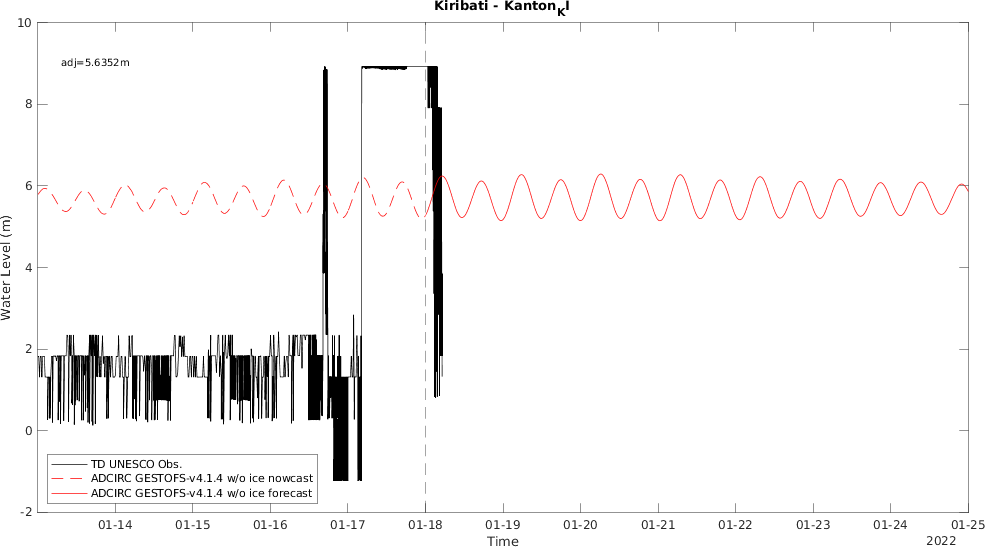 Kiribati - Kanton_KI
10
8
6
4
2
0
-2
Water Level (m)
adj=5.6352m
TD UNESCO Obs.
ADCIRC GESTOFS-v4.1.4 w/o ice nowcast
ADCIRC GESTOFS-v4.1.4 w/o ice forecast
01-14 01-15 01-16 01-17 01-18 01-19 01-20 01-21 01-22 01-23 01-24 01-25
Time
2022